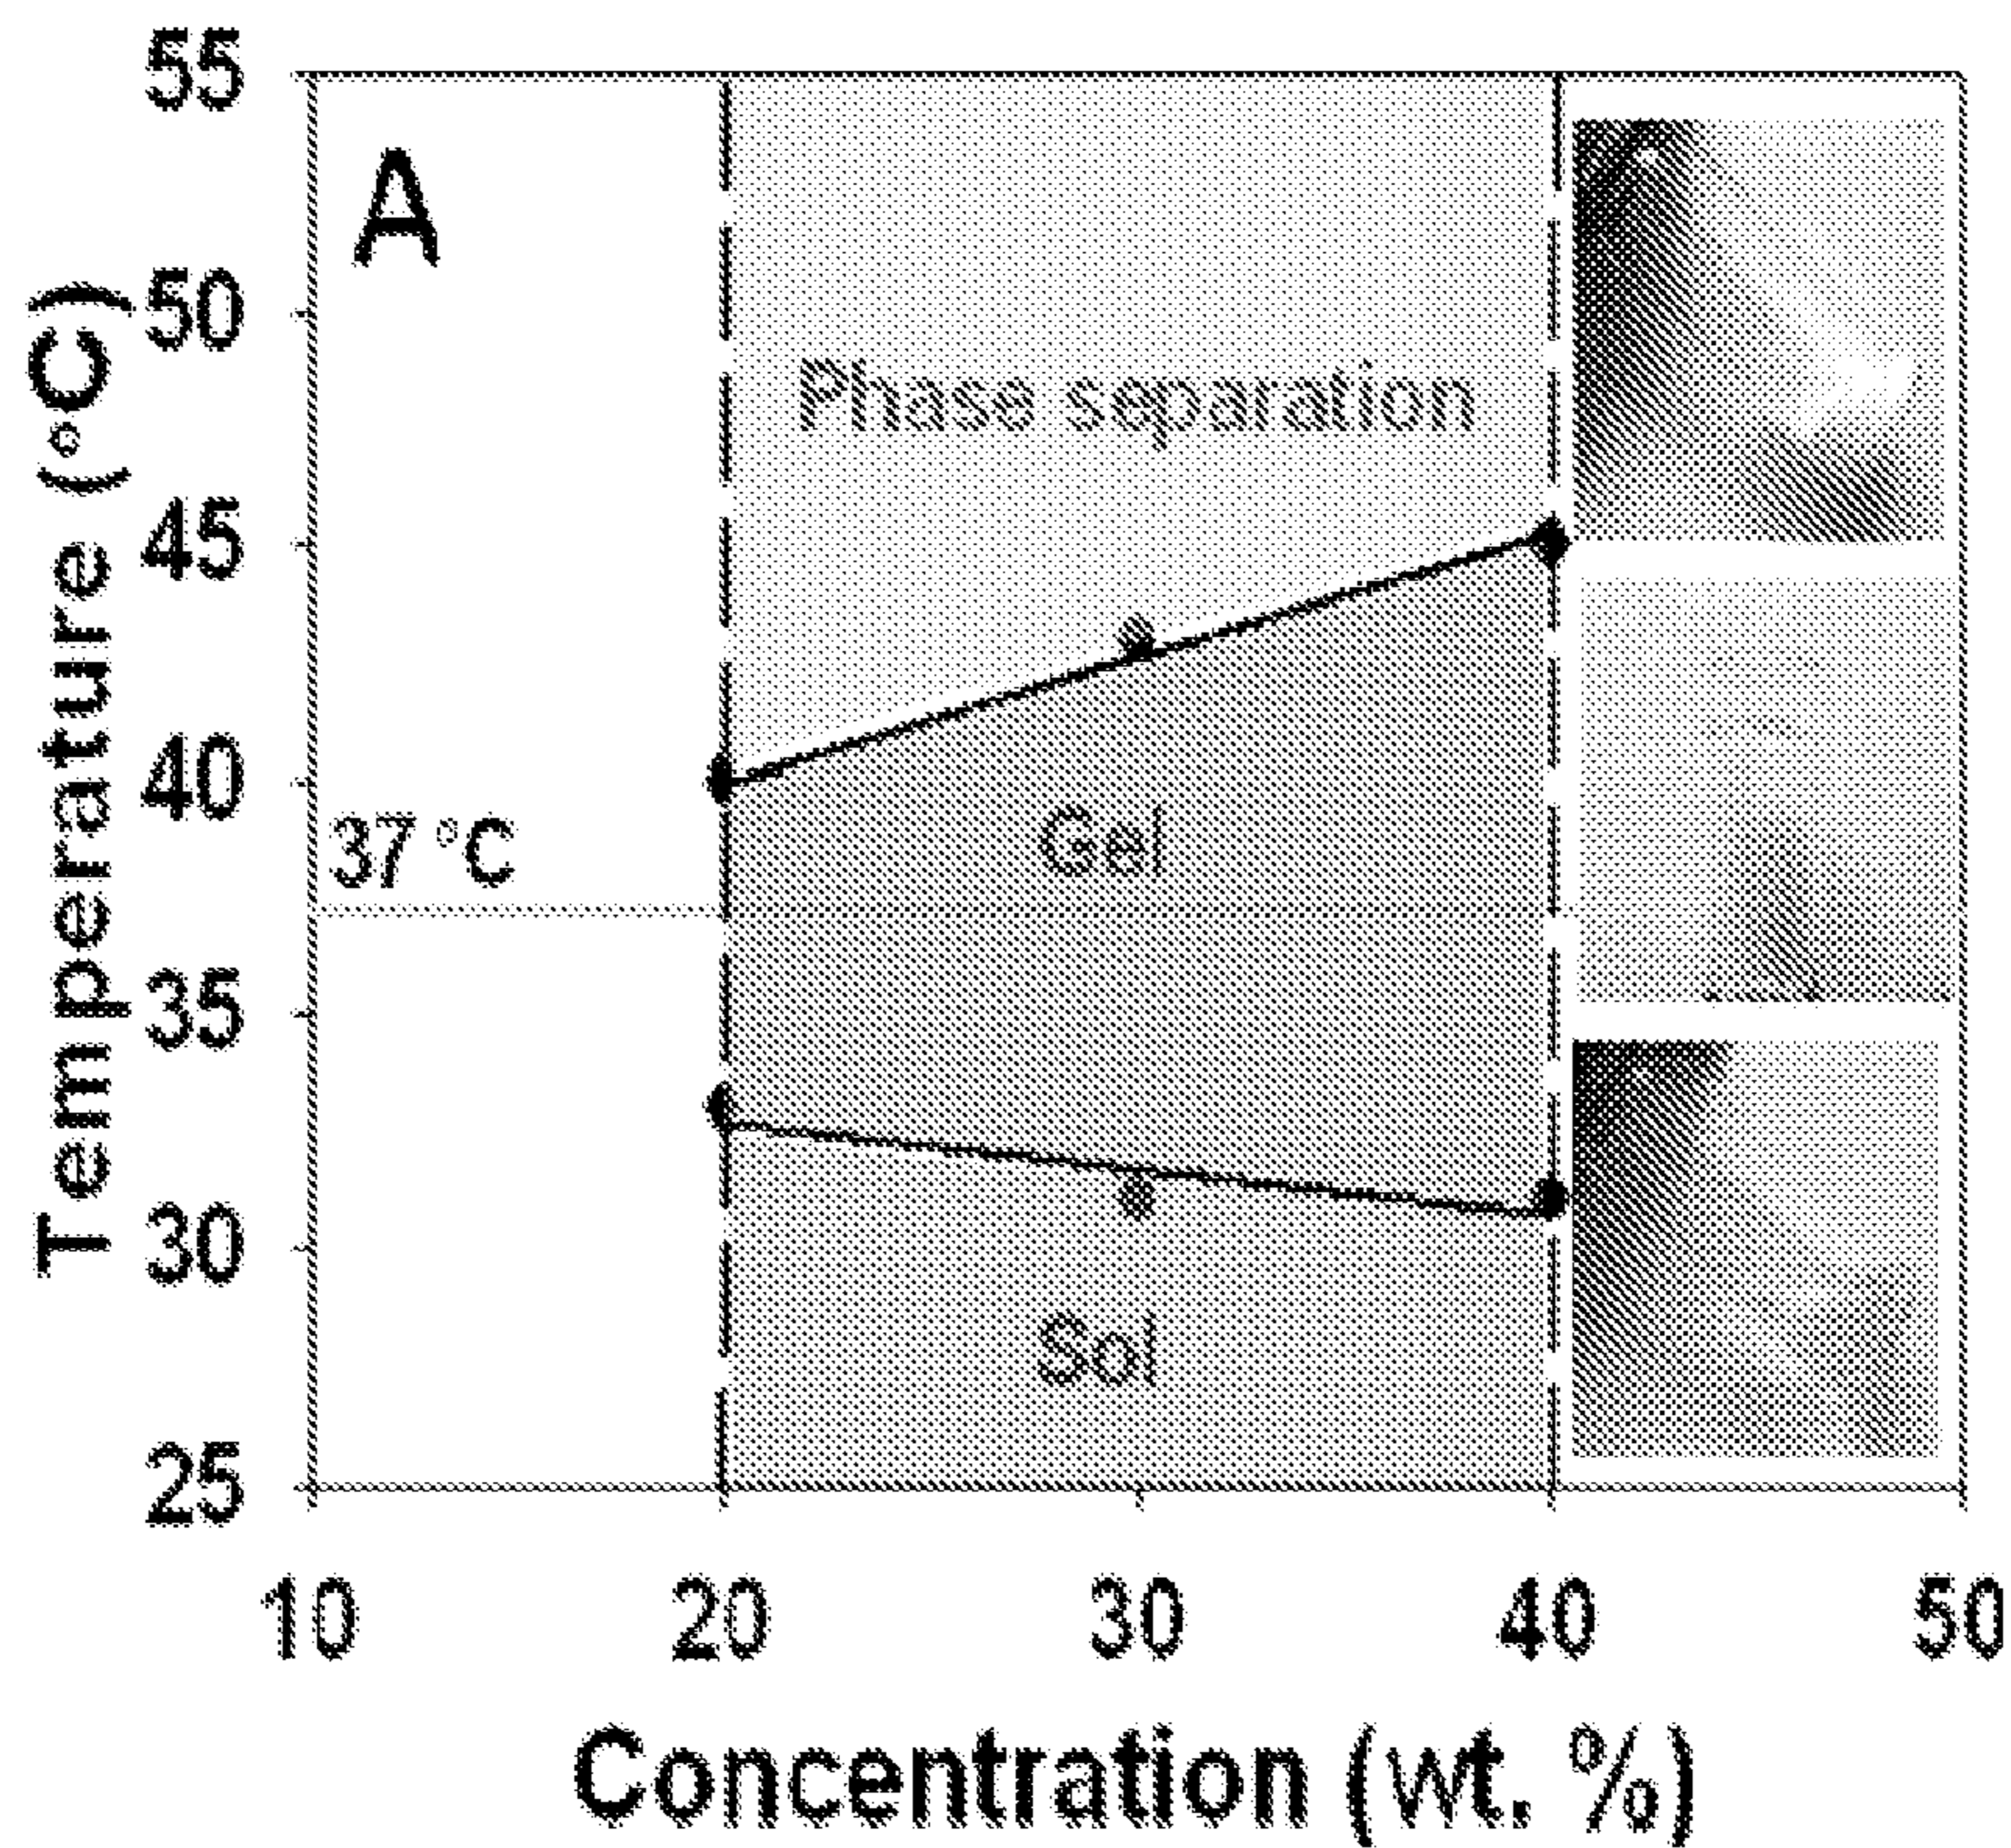 A
55
50
45
40
35
30
25
Temperature (°C)
Phase separation
Gel
37 °C
Sol
10 20 30 40 50
Concentration (wt. %)